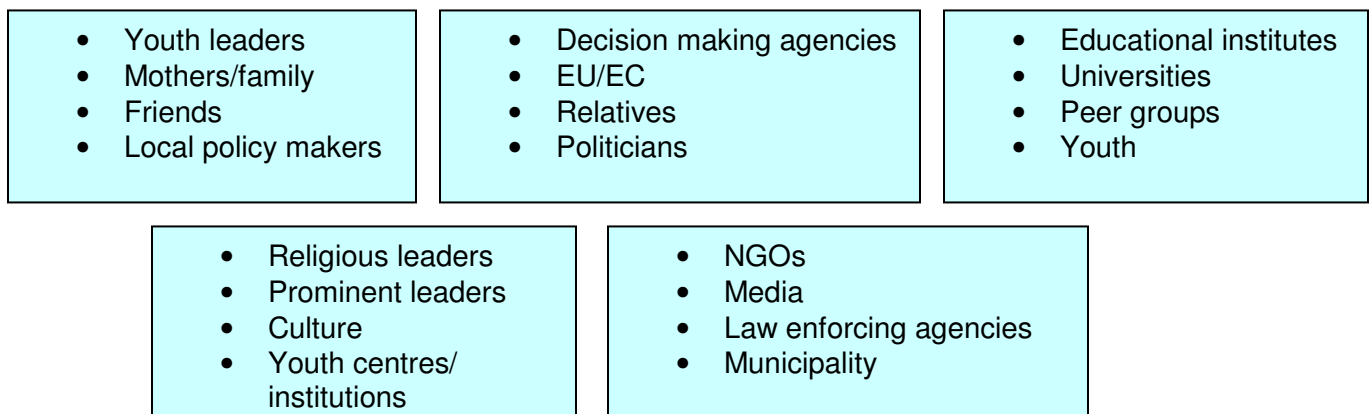 • Youth leaders
• Mothers/family
• Friends
• Local policy makers
• Decision making agencies
• EU/EC
• Relatives
• Politicians
• Educational institutes
• Universities
• Peer groups
• Youth
• Religious leaders
• Prominent leaders
• Culture
• Youth centres/
institutions
• NGOs
• Media
• Law enforcing agencies
• Municipality